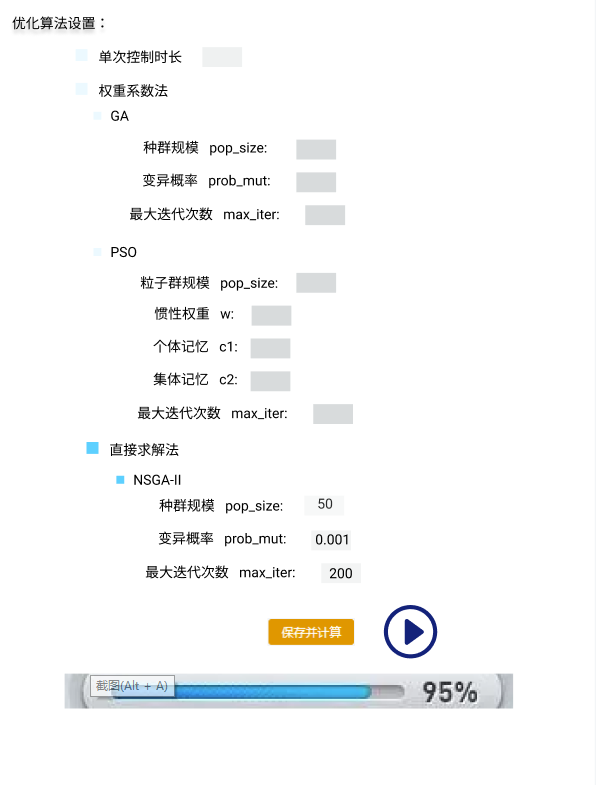 优化算法设置：
单次控制时长
权重系数法
GA
种群规模 pop_size:
变异概率 prob_mut:
最大迭代次数 max_iter:
PSO
粒子群规模 pop_size:
惯性权重 w:
个体记忆 c1:
集体记忆 c2:
最大迭代次数 max_iter:
直接求解法
NSGA-II
种群规模 pop_size: 50
变异概率 prob_mut: 0.001
最大迭代次数 max_iter: 200
保存并计算
截图(Alt + A) 95%